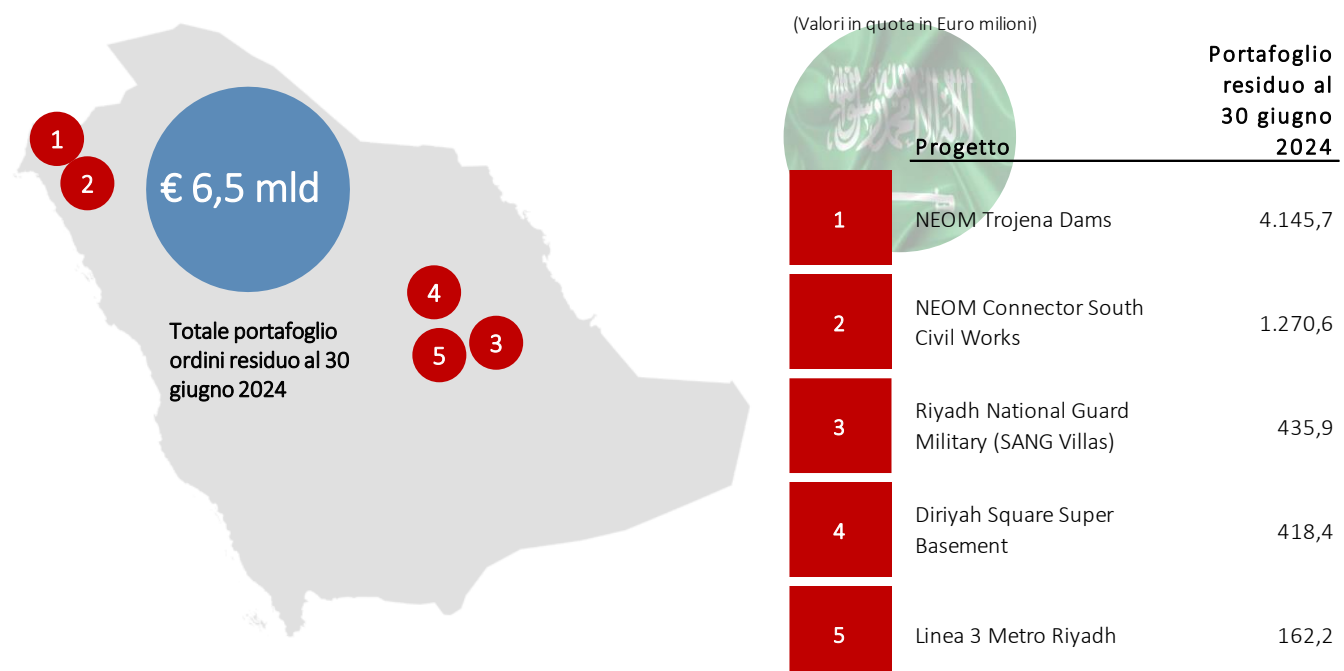 1
2
€ 6,5 mld
Totale portafoglio
ordini residuo al 30
giugno 2024
4
5
3
(Valori in quota in Euro milioni)
Portafoglio
residuo al
30 giugno
Progetto 2024
1 NEOM Trojena Dams 4.145,7
2 NEOM Connector South
Civil Works 1.270,6
3 Riyadh National Guard
Military (SANG Villas) 435,9
4 Diriyah Square Super
Basement 418,4
5 Linea 3 Metro Riyadh 162,2